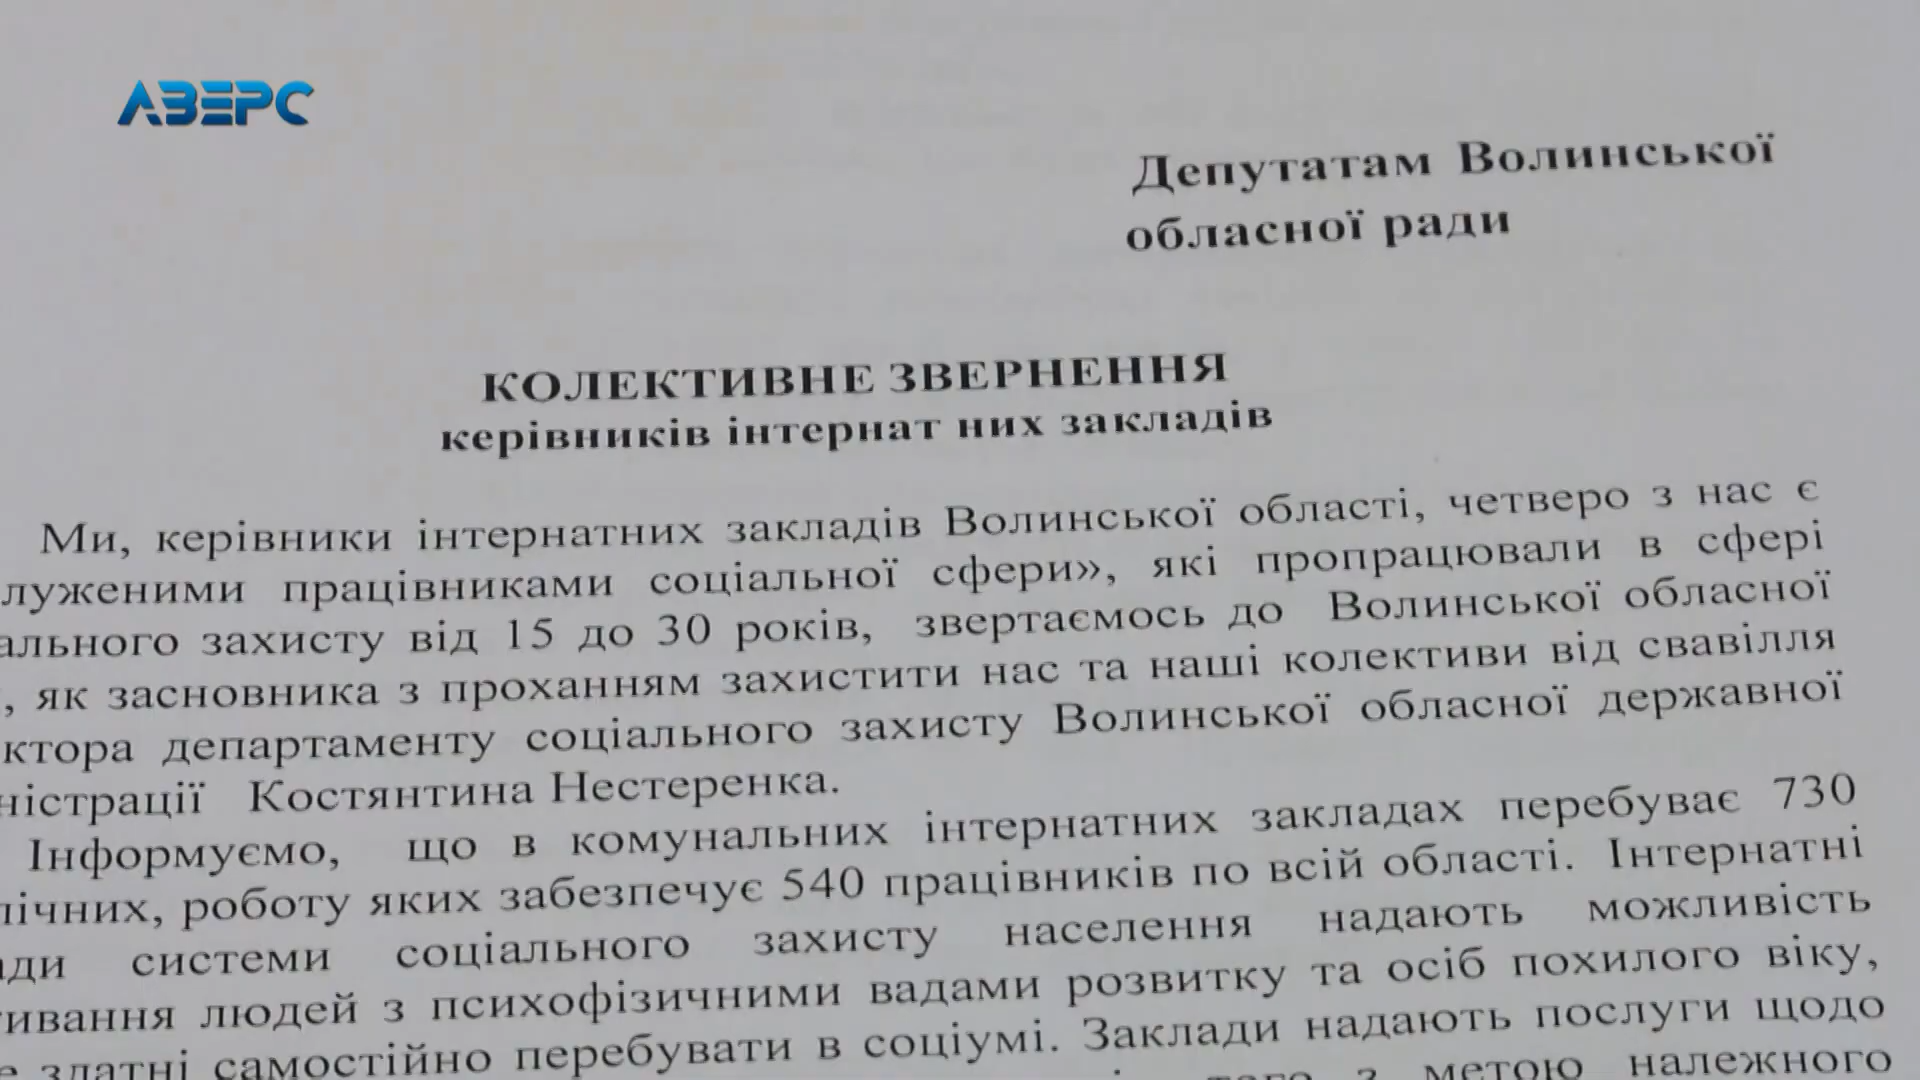 АВЕРС
Депутатам Волинської
обласної ради
КОЛЕКТИВНЕ ЗВЕРНЕННЯ
керівників інтернат них закладів
Ми, керівники інтернатних закладів Волинської області, четверо з нас є
луженими працівниками соціальної сфери», які пропрацювали в сфері
ального захисту від 15 до 30 років, звертаємось до Волинської обласної
, як засновника з проханням захистити нас та наші колективи від свавілля
ктора департаменту соціального захисту Волинської обласної державної
ністрації Костянтина Нестеренка.
Інформуємо, що в комунальних інтернатних закладах перебуває 730
пічних, роботу яких забезпечує 540 працівників по всій області. Інтернатні
ади системи соціального захисту населення надають можливість
ивання людей з психофізичними вадами розвитку та осіб похилого віку,
е здатні самостійно перебувати в соціумі. Заклади надають послуги щодо
з метою належного